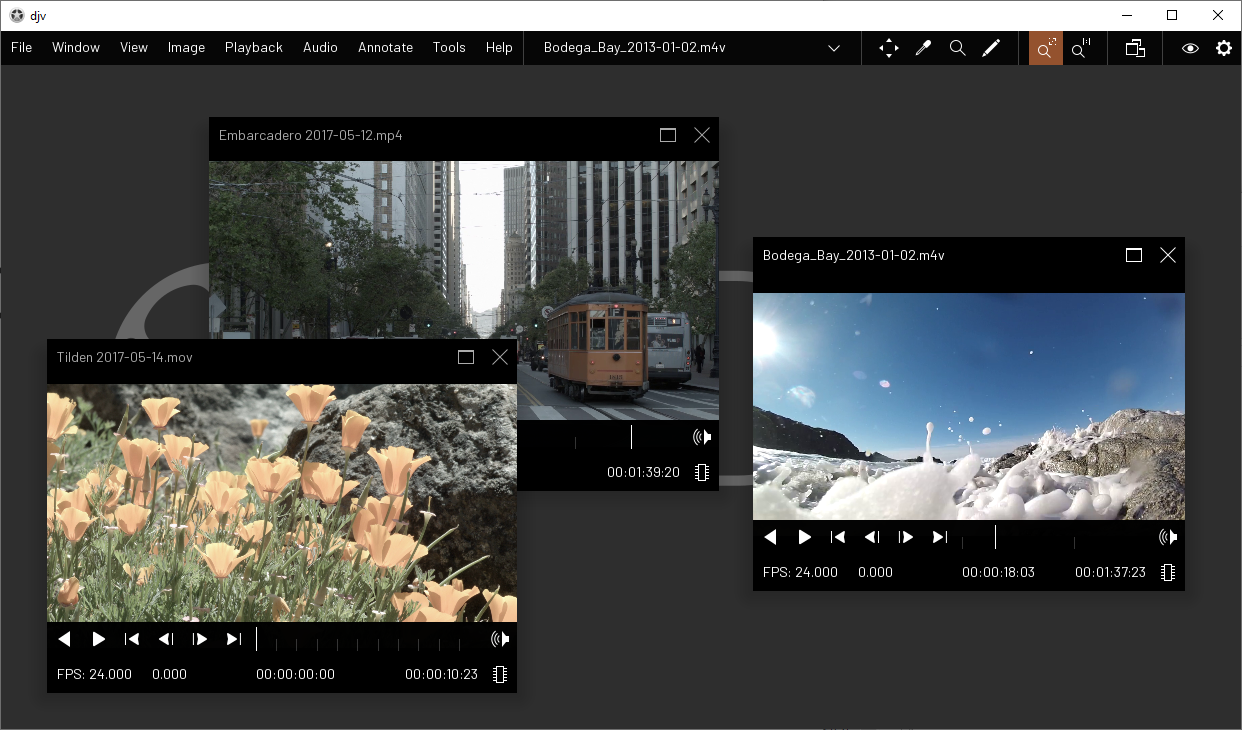 djv
File Window View Image Playback Audio Annotate Tools Help Bodega_Bay_2013-01-02.m4v
Embarcadero 2017-05-12.mp4
00:01:39:20
Bodega_Bay_2013-01-02.m4v
FPS: 24.000 0.000 00:00:18:03 00:01:37:23
Tilden 2017-05-14.mov
FPS: 24.000 0.000 00:00:00:00 00:00:10:23